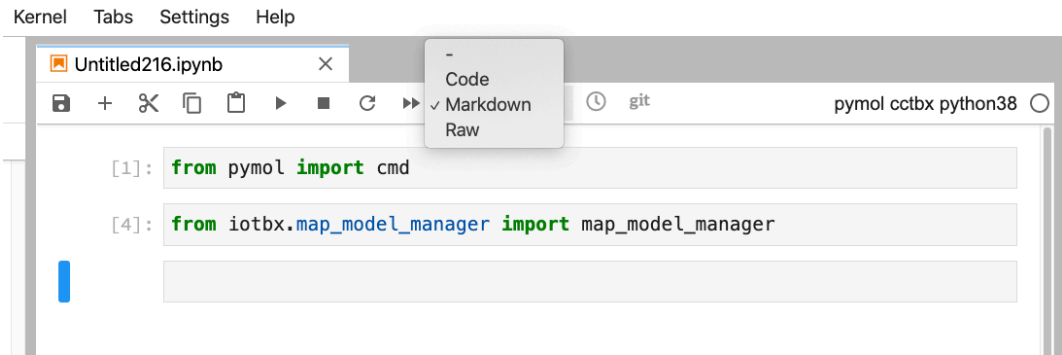 Kernel Tabs Settings Help
Untitled216.ipynb
-
Code
✓ Markdown
Raw
git
pymol cctbx python38
[1]: from pymol import cmd
[4]: from iotbx.map_model_manager import map_model_manager